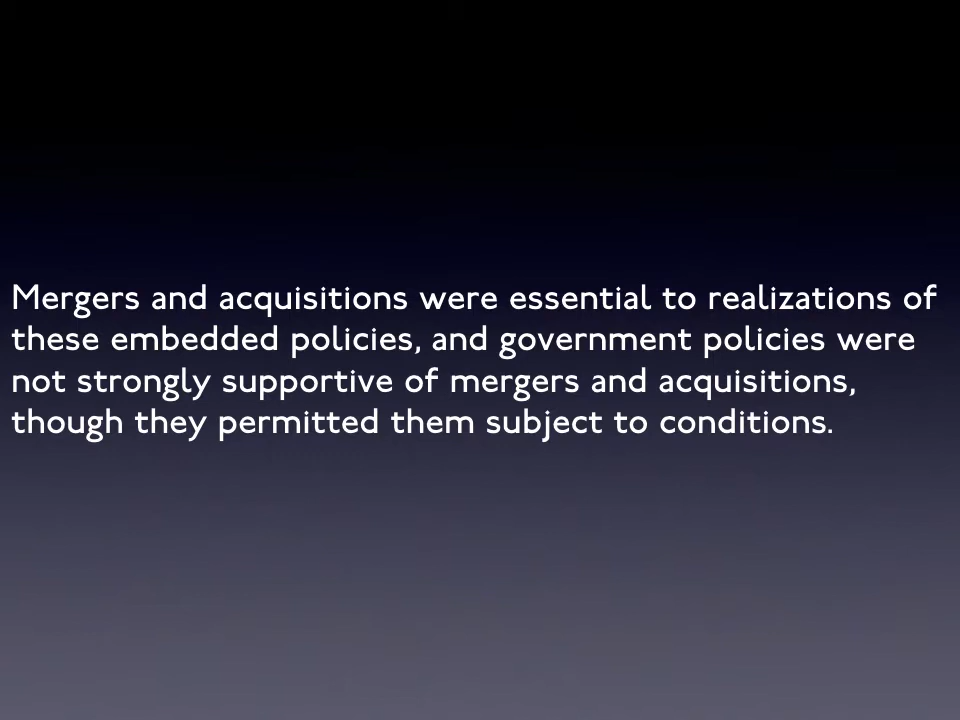 Mergers and acquisitions were essential to realizations of
these embedded policies, and government policies were
not strongly supportive of mergers and acquisitions,
though they permitted them subject to conditions.